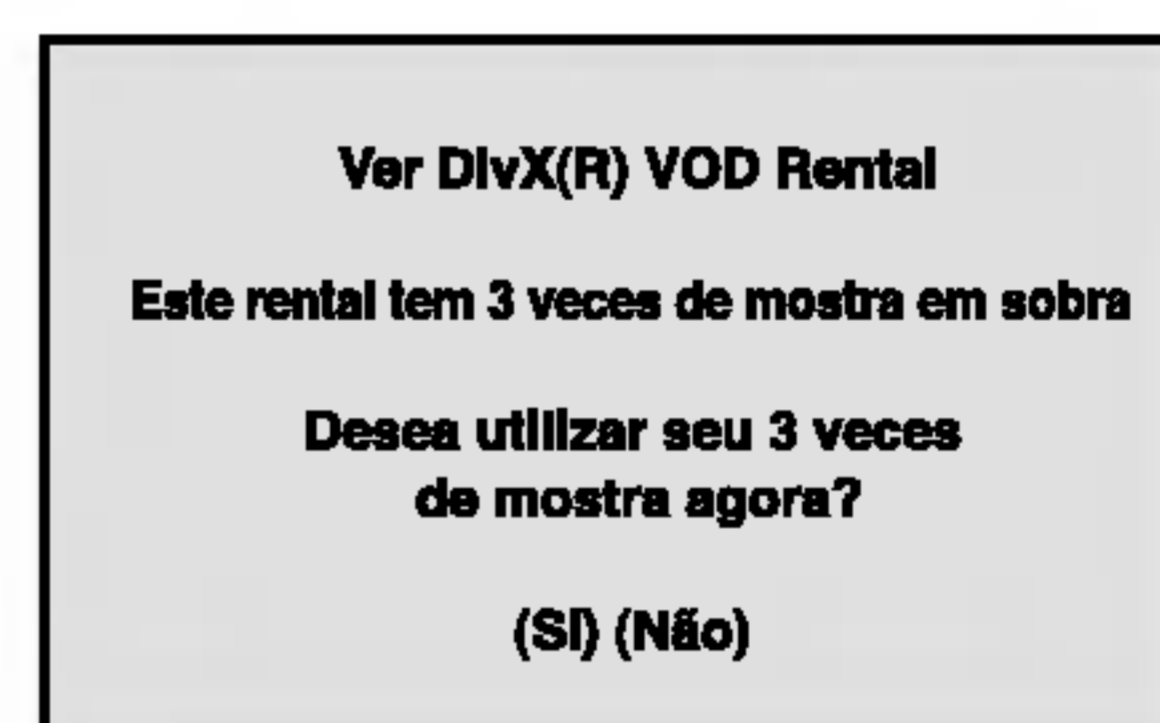 Ver DivX(R) VOD Rental
Este rental tem 3 veces de mostra em sobra
Desea utilizar seu 3 veces
de mostra agora?
(Si) (Não)